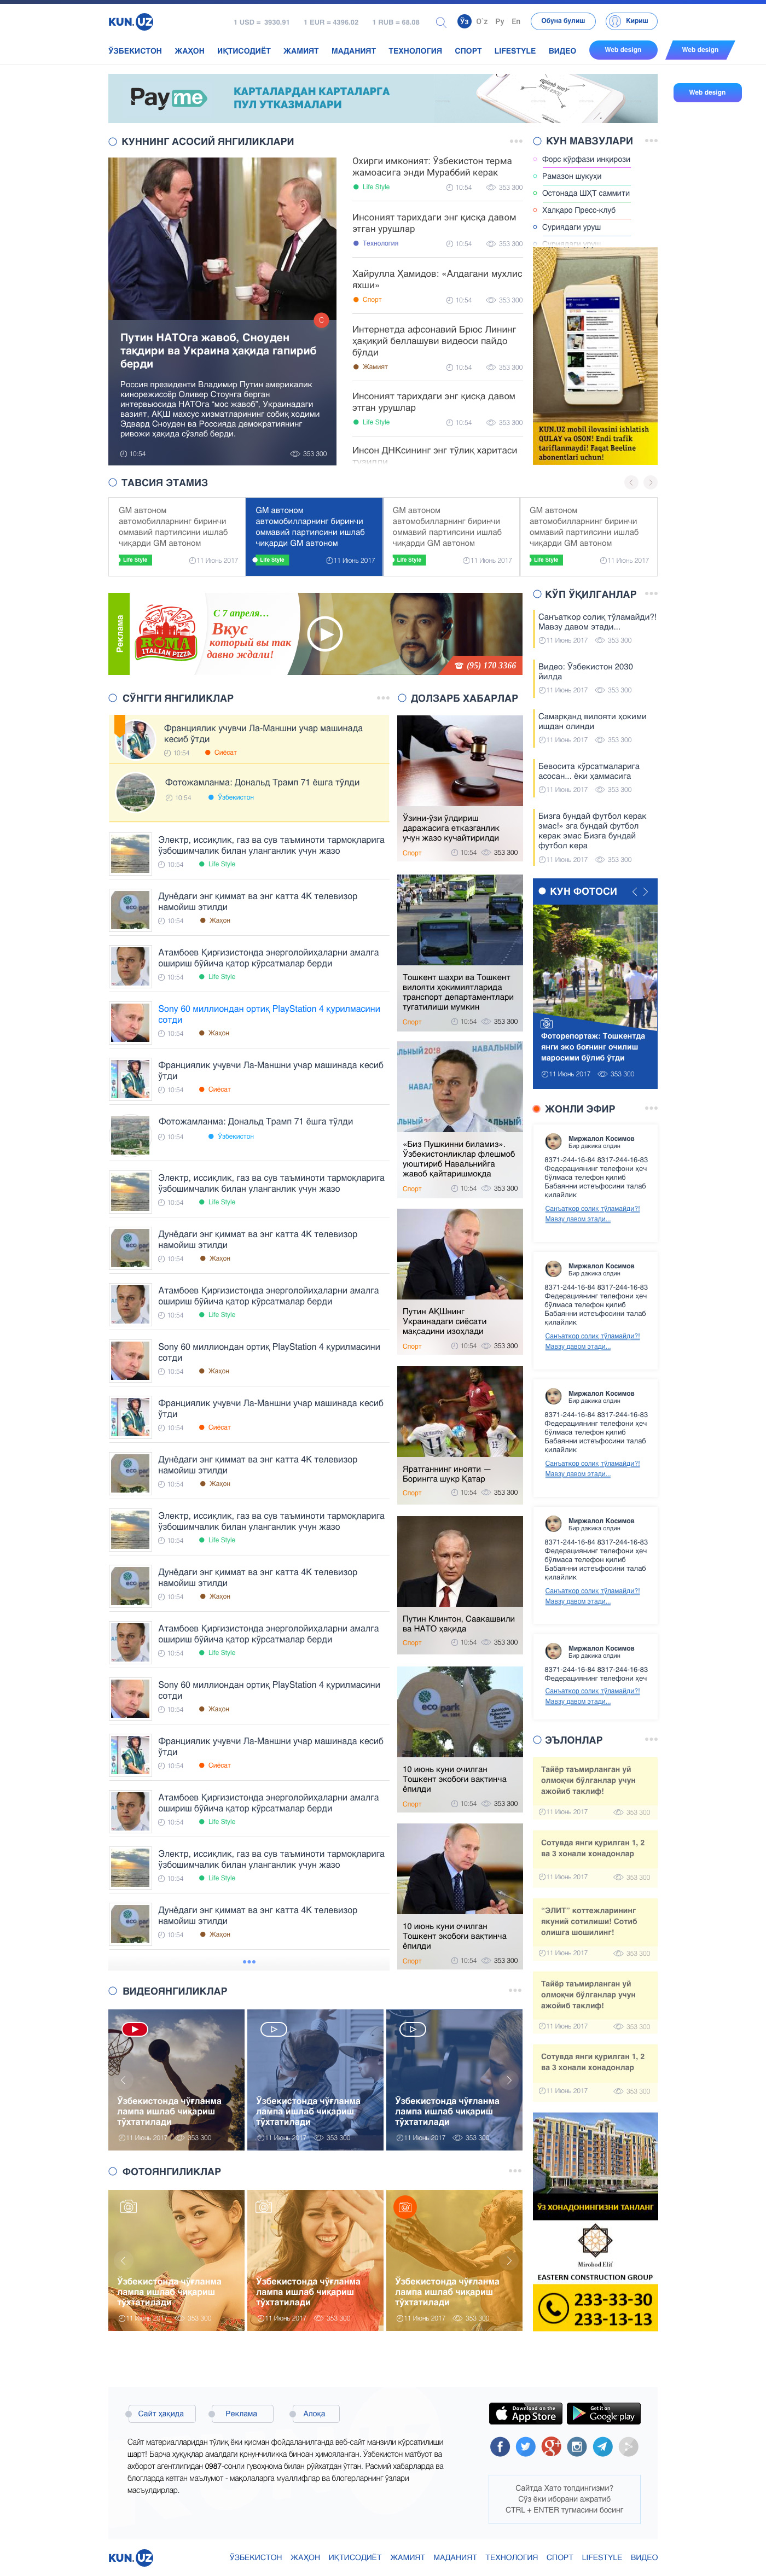 KUN.UZ
1 USD = 3930.91 1 EUR = 4396.02 1 RUB = 68.08
Ўз O`z Ру En
Обуна булиш
Кириш
ЎЗБЕКИСТОН ЖАҲОН ИҚТИСОДИЁТ ЖАМИЯТ МАДАНИЯТ ТЕХНОЛОГИЯ СПОРТ LIFESTYLE ВИДЕО
Web design
Web design
Web design
Payme
КАРТАЛАРДАН КАРТАЛАРГА
ПУЛ УТКАЗМАЛАРИ
КУННИНГ АСОСИЙ ЯНГИЛИКЛАРИ
Путин НАТОга жавоб, Сноуден
тақдири ва Украина ҳақида гапириб
берди
Россия президенти Владимир Путин америкалик
кинорежиссёр Оливер Стоунга берган
интервьюсида НАТОга “мос жавоб”, Украинадаги
вазият, АҚШ махсус хизматларининг собиқ ходими
Эдвард Сноуден ва Россияда демократиянинг
ривожи ҳақида сўзлаб берди.
10:54 353 300
Охирги имконият: Ўзбекистон терма
жамоасига энди Мураббий керак
Life Style 10:54 353 300
Инсоният тарихдаги энг қисқа давом
этган урушлар
Технология 10:54 353 300
Хайрулла Ҳамидов: «Алдагани мухлис
яхши»
Спорт 10:54 353 300
Интернетда афсонавий Брюс Лининг
ҳақиқий беллашуви видеоси пайдо
бўлди
Жамият 10:54 353 300
Инсоният тарихдаги энг қисқа давом
этган урушлар
Life Style 10:54 353 300
Инсон ДНКсининг энг тўлиқ харитаси
тузилди
КУН МАВЗУЛАРИ
Форс кўрфази инқирози
Рамазон шукуҳи
Остонада ШҲТ саммити
Халқаро Пресс-клуб
Суриядаги уруш
Суриядаги уруш
KUN.UZ mobil ilovasini ishlatish
QULAY va OSON! Endi trafik
tariflanmaydi! Faqat Beeline
abonentlari uchun!
ТАВСИЯ ЭТАМИЗ
GM автоном
автомобилларнинг биринчи
оммавий партиясини ишлаб
чиқарди GM автоном
Life Style 11 Июнь 2017
GM автоном
автомобилларнинг биринчи
оммавий партиясини ишлаб
чиқарди GM автоном
Life Style 11 Июнь 2017
GM автоном
автомобилларнинг биринчи
оммавий партиясини ишлаб
чиқарди GM автоном
Life Style 11 Июнь 2017
GM автоном
автомобилларнинг биринчи
оммавий партиясини ишлаб
чиқарди GM автоном
Life Style 11 Июнь 2017
Реклама
ROMA
ITALIAN PIZZA
С 7 апреля...
Вкус
который вы так
давно ждали!
(95) 170 3366
КЎП ЎҚИЛГАНЛАР
Санъаткор солиқ тўламайди?!
Мавзу давом этади...
11 Июнь 2017 353 300
Видео: Ўзбекистон 2030
йилда
11 Июнь 2017 353 300
Самарқанд вилояти ҳокими
ишдан олинди
11 Июнь 2017 353 300
Бевосита кўрсатмаларига
асосан... ёки ҳаммасига
11 Июнь 2017 353 300
Бизга бундай футбол керак
эмас!» зга бундай футбол
керак эмас Бизга бундай
футбол кера
11 Июнь 2017 353 300
СЎНГГИ ЯНГИЛИКЛАР
Франциялик учувчи Ла-Маншни учар машинада
кесиб ўтди
10:54 Сиёсат
Фотожамланма: Дональд Трамп 71 ёшга тўлди
10:54 Ўзбекистон
Электр, иссиқлик, газ ва сув таъминоти тармоқларига
ўзбошимчалик билан уланганлик учун жазо
10:54 Life Style
Дунёдаги энг қиммат ва энг катта 4К телевизор
намойиш этилди
10:54 Жаҳон
Атамбоев Қирғизистонда энерголойиҳаларни амалга
ошириш бўйича қатор кўрсатмалар берди
10:54 Life Style
Sony 60 миллиондан ортиқ PlayStation 4 қурилмасини
сотди
10:54 Жаҳон
Франциялик учувчи Ла-Маншни учар машинада кесиб
ўтди
10:54 Сиёсат
Фотожамланма: Дональд Трамп 71 ёшга тўлди
10:54 Ўзбекистон
Электр, иссиқлик, газ ва сув таъминоти тармоқларига
ўзбошимчалик билан уланганлик учун жазо
10:54 Life Style
Дунёдаги энг қиммат ва энг катта 4К телевизор
намойиш этилди
10:54 Жаҳон
Атамбоев Қирғизистонда энерголойиҳаларни амалга
ошириш бўйича қатор кўрсатмалар берди
10:54 Life Style
Sony 60 миллиондан ортиқ PlayStation 4 қурилмасини
сотди
10:54 Жаҳон
Франциялик учувчи Ла-Маншни учар машинада кесиб
ўтди
10:54 Сиёсат
Дунёдаги энг қиммат ва энг катта 4К телевизор
намойиш этилди
10:54 Жаҳон
Электр, иссиқлик, газ ва сув таъминоти тармоқларига
ўзбошимчалик билан уланганлик учун жазо
10:54 Life Style
Дунёдаги энг қиммат ва энг катта 4К телевизор
намойиш этилди
10:54 Жаҳон
Атамбоев Қирғизистонда энерголойиҳаларни амалга
ошириш бўйича қатор кўрсатмалар берди
10:54 Life Style
Sony 60 миллиондан ортиқ PlayStation 4 қурилмасини
сотди
10:54 Жаҳон
Франциялик учувчи Ла-Маншни учар машинада кесиб
ўтди
10:54 Сиёсат
Атамбоев Қирғизистонда энерголойиҳаларни амалга
ошириш бўйича қатор кўрсатмалар берди
10:54 Life Style
Электр, иссиқлик, газ ва сув таъминоти тармоқларига
ўзбошимчалик билан уланганлик учун жазо
10:54 Life Style
Дунёдаги энг қиммат ва энг катта 4К телевизор
намойиш этилди
10:54 Жаҳон
ДОЛЗАРБ ХАБАРЛАР
Ўзини-ўзи ўлдириш
даражасига етказганлик
учун жазо кучайтирилди
Спорт 10:54 353 300
Тошкент шаҳри ва Тошкент
вилояти ҳокимиятларида
транспорт департаментлари
тугатилиши мумкин
Спорт 10:54 353 300
«Биз Пушкинни биламиз».
Ўзбекистонликлар флешмоб
уюштириб Навальнийга
жавоб қайтаришмоқда
Спорт 10:54 353 300
Путин АҚШнинг
Украинадаги сиёсати
мақсадини изоҳлади
Спорт 10:54 353 300
Яратганнинг инояти —
Борингга шукр Қатар
Спорт 10:54 353 300
Путин Клинтон, Саакашвили
ва НАТО ҳақида
Спорт 10:54 353 300
eco park
10 июнь куни очилган
Тошкент экобоғи вақтинча
ёпилди
Спорт 10:54 353 300
10 июнь куни очилган
Тошкент экобоғи вақтинча
ёпилди
Спорт 10:54 353 300
КУН ФОТОСИ
Фоторепортаж: Тошкентда
янги эко боғнинг очилиш
маросими бўлиб ўтди
11 Июнь 2017 353 300
ЖОНЛИ ЭФИР
Миржалол Косимов
Бир дакика олдин
8371-244-16-84 8317-244-16-83
Федерациянинг телефони ҳеч
бўлмаса телефон қилиб
Бабаянни истеъфосини талаб
қилайлик
Санъаткор солиқ тўламайди?!
Мавзу давом этади...
Миржалол Косимов
Бир дакика олдин
8371-244-16-84 8317-244-16-83
Федерациянинг телефони ҳеч
бўлмаса телефон қилиб
Бабаянни истеъфосини талаб
қилайлик
Санъаткор солиқ тўламайди?!
Мавзу давом этади...
Миржалол Косимов
Бир дакика олдин
8371-244-16-84 8317-244-16-83
Федерациянинг телефони ҳеч
бўлмаса телефон қилиб
Бабаянни истеъфосини талаб
қилайлик
Санъаткор солиқ тўламайди?!
Мавзу давом этади...
Миржалол Косимов
Бир дакика олдин
8371-244-16-84 8317-244-16-83
Федерациянинг телефони ҳеч
бўлмаса телефон қилиб
Бабаянни истеъфосини талаб
қилайлик
Санъаткор солиқ тўламайди?!
Мавзу давом этади...
Миржалол Косимов
Бир дакика олдин
8371-244-16-84 8317-244-16-83
Федерациянинг телефони ҳеч
Санъаткор солиқ тўламайди?!
Мавзу давом этади...
ЭЪЛОНЛАР
Тайёр таъмирланган уй
олмоқчи бўлганлар учун
ажойиб таклиф!
11 Июнь 2017 353 300
Сотувда янги қурилган 1, 2
ва 3 хонали хонадонлар
11 Июнь 2017 353 300
“ЭЛИТ” коттежларининг
якуний сотилиши! Сотиб
олишга шошилинг!
11 Июнь 2017 353 300
Тайёр таъмирланган уй
олмоқчи бўлганлар учун
ажойиб таклиф!
11 Июнь 2017 353 300
Сотувда янги қурилган 1, 2
ва 3 хонали хонадонлар
11 Июнь 2017 353 300
ЎЗ ХОНАДОНИНГИЗНИ ТАНЛАНГ
Mirobod Elit
EASTERN CONSTRUCTION GROUP
233-33-30
233-13-13
ВИДЕОЯНГИЛИКЛАР
Ўзбекистонда чўғланма
лампа ишлаб чиқариш
тўхтатилади
11 Июнь 2017 353 300
Ўзбекистонда чўғланма
лампа ишлаб чиқариш
тўхтатилади
11 Июнь 2017 353 300
Ўзбекистонда чўғланма
лампа ишлаб чиқариш
тўхтатилади
11 Июнь 2017 353 300
ФОТОЯНГИЛИКЛАР
Ўзбекистонда чўғланма
лампа ишлаб чиқариш
тўхтатилади
11 Июнь 2017 353 300
Ўзбекистонда чўғланма
лампа ишлаб чиқариш
тўхтатилади
11 Июнь 2017 353 300
Ўзбекистонда чўғланма
лампа ишлаб чиқариш
тўхтатилади
11 Июнь 2017 353 300
Сайт ҳақида Реклама Алоқа
Сайт материалларидан тўлиқ ёки қисман фойдаланилганда веб-сайт манзили кўрсатилиши
шарт! Барча ҳуқуқлар амалдаги қонунчиликка биноан ҳимояланган. Ўзбекистон матбуот ва
ахборот агентлигидан 0987-сонли гувоҳнома билан рўйхатдан ўтган. Расмий хабарларда ва
блогларда кетган маълумот - мақолаларга муаллифлар ва блогерларнинг ўзлари
масъулдирлар.
Download on the
App Store
Get it on
Google play
Сайтда Хато топдингизми?
Сўз ёки иборани ажратиб
CTRL + ENTER тугмасини босинг
KUN.UZ
ЎЗБЕКИСТОН ЖАҲОН ИҚТИСОДИЁТ ЖАМИЯТ МАДАНИЯТ ТЕХНОЛОГИЯ СПОРТ LIFESTYLE ВИДЕО